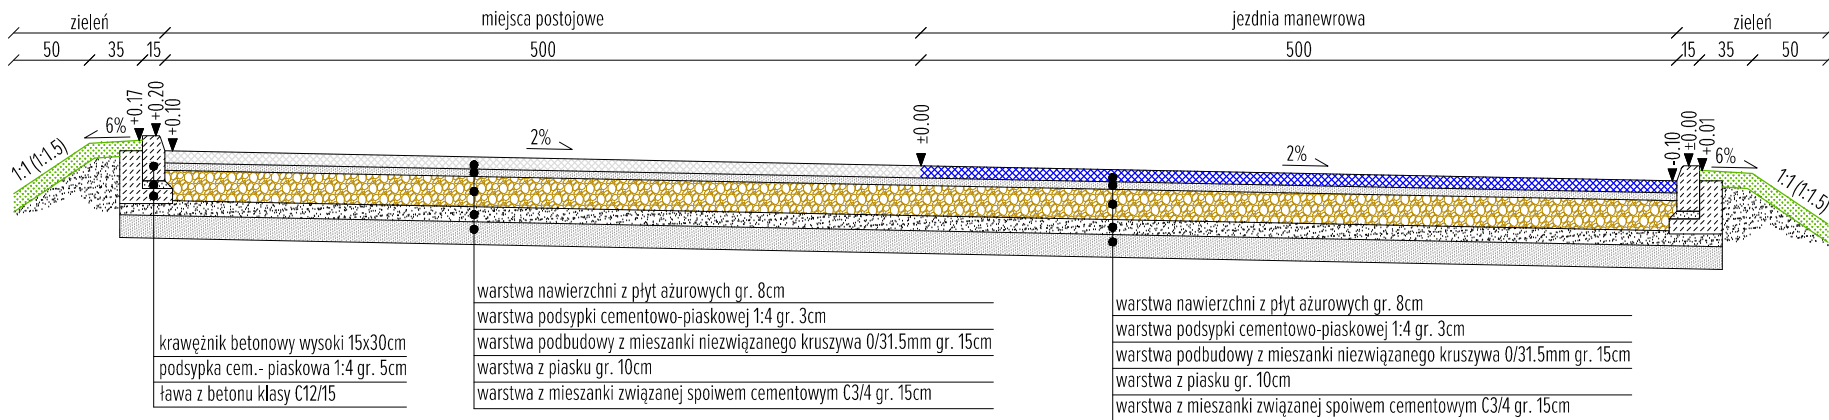 zieleń miejsca postojowe jezdnia manewrowa zieleń
50 35 15 500 500 15 35 50
+0.17 +0.20 +0.10 ±0.00 -0.10 ±0.00 +0.01
6% 2% 2% 6%
1:1 (1:1.5) 1:1 (1:1.5)
krawężnik betonowy wysoki 15x30cm
podsypka cem.- piaskowa 1:4 gr. 5cm
ława z betonu klasy C12/15
warstwa nawierzchni z płyt ażurowych gr. 8cm
warstwa podsypki cementowo-piaskowej 1:4 gr. 3cm
warstwa podbudowy z mieszanki niezwiązanego kruszywa 0/31.5mm gr. 15cm
warstwa z piasku gr. 10cm
warstwa z mieszanki związanej spoiwem cementowym C3/4 gr. 15cm
warstwa nawierzchni z płyt ażurowych gr. 8cm
warstwa podsypki cementowo-piaskowej 1:4 gr. 3cm
warstwa podbudowy z mieszanki niezwiązanego kruszywa 0/31.5mm gr. 15cm
warstwa z piasku gr. 10cm
warstwa z mieszanki związanej spoiwem cementowym C3/4 gr. 15cm